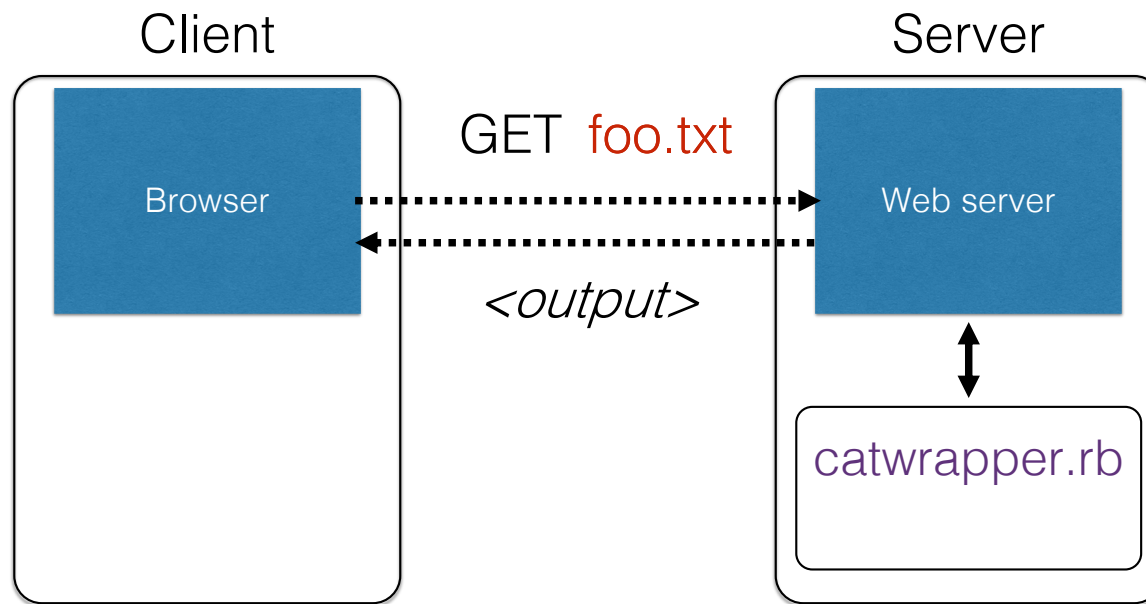 Client
Server
GET foo.txt
Browser
Web server
<output>
catwrapper.rb